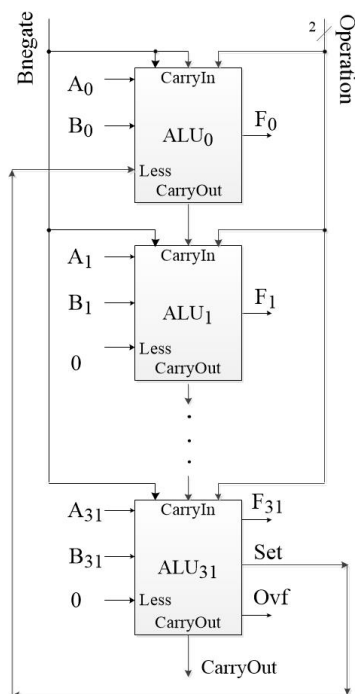 Bnegate
2
Operation
A0
CarryIn
B0
ALU0
F0
Less
CarryOut
A1
CarryIn
B1
ALU1
F1
0
Less
CarryOut
A31
CarryIn
F31
B31
ALU31
Set
0
Less
Ovf
CarryOut
CarryOut